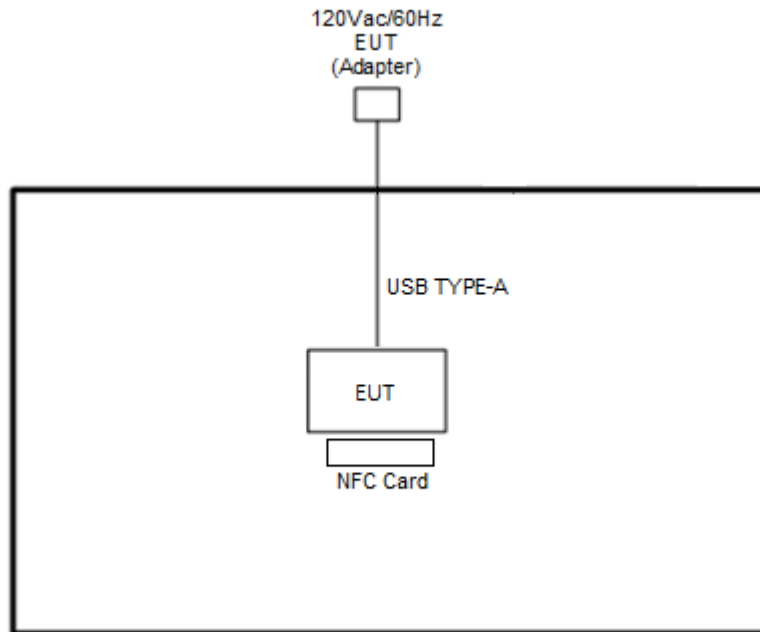 120Vac/60Hz
EUT
(Adapter)
USB TYPE-A
EUT
NFC Card